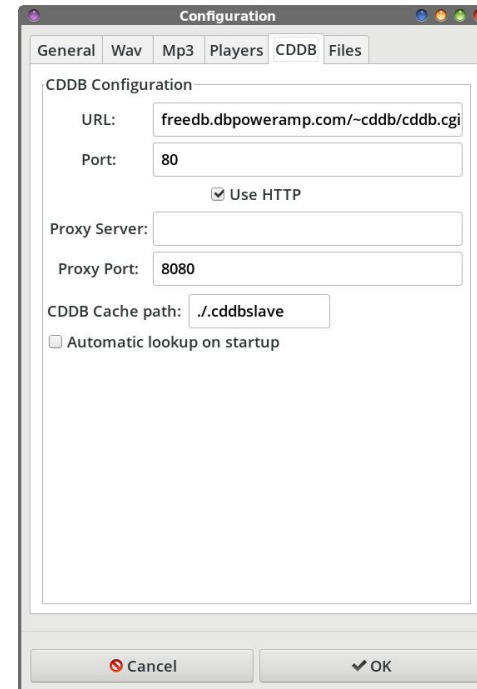 Configuration
General Wav Mp3 Players CDDB Files
CDDB Configuration
URL: freedb.dbpoweramp.com/~cddb/cddb.cgi
Port: 80
Use HTTP
Proxy Server:
Proxy Port: 8080
CDDB Cache path: ./.cddbslave
Automatic lookup on startup
Cancel OK